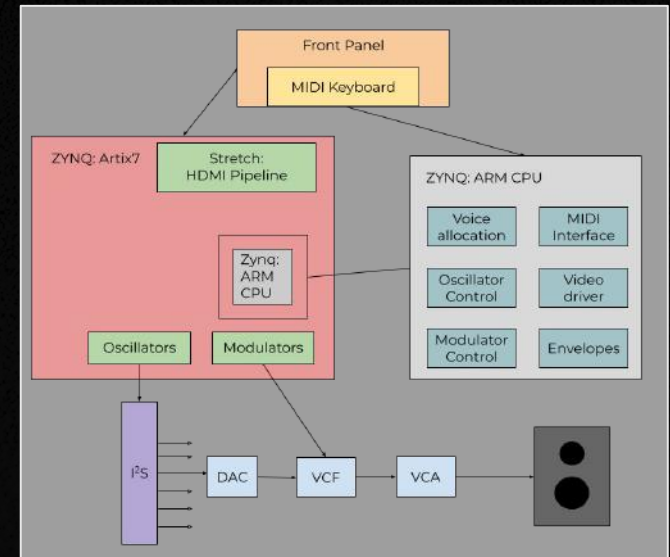 Front Panel
MIDI Keyboard
ZYNQ: Artix7
Stretch:
HDMI Pipeline
ZYNQ: ARM CPU
Voice
allocation
MIDI
Interface
Zynq:
ARM
CPU
Oscillator
Control
Video
driver
Modulator
Control
Envelopes
Oscillators
Modulators
I²S
DAC
VCF
VCA